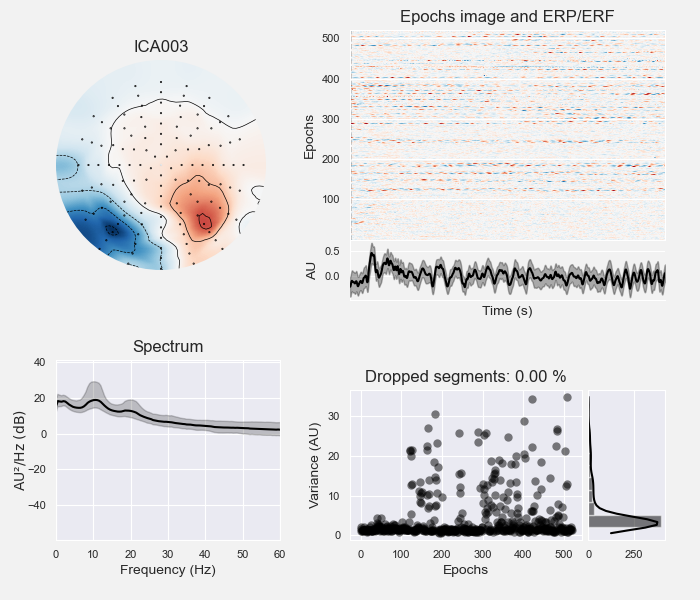 ICA003
Epochs image and ERP/ERF
Epochs
500
400
300
200
100
AU
0.5
0.0
Time (s)
Spectrum
AU²/Hz (dB)
40
20
0
−20
−40
0 10 20 30 40 50 60
Frequency (Hz)
Dropped segments: 0.00 %
Variance (AU)
30
20
10
0
0 100 200 300 400 500
Epochs
0 250